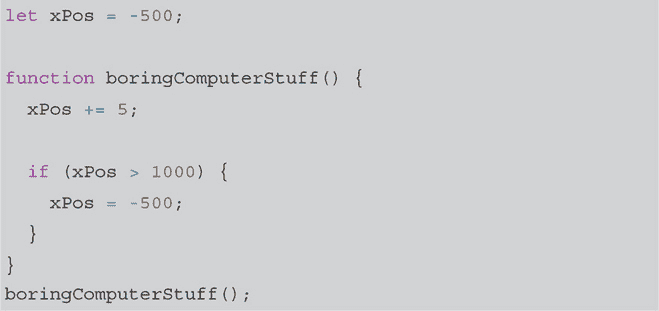 let xPos = -500;
function boringComputerStuff() {
xPos += 5;
if (xPos > 1000) {
xPos = -500;
}
}
boringComputerStuff();